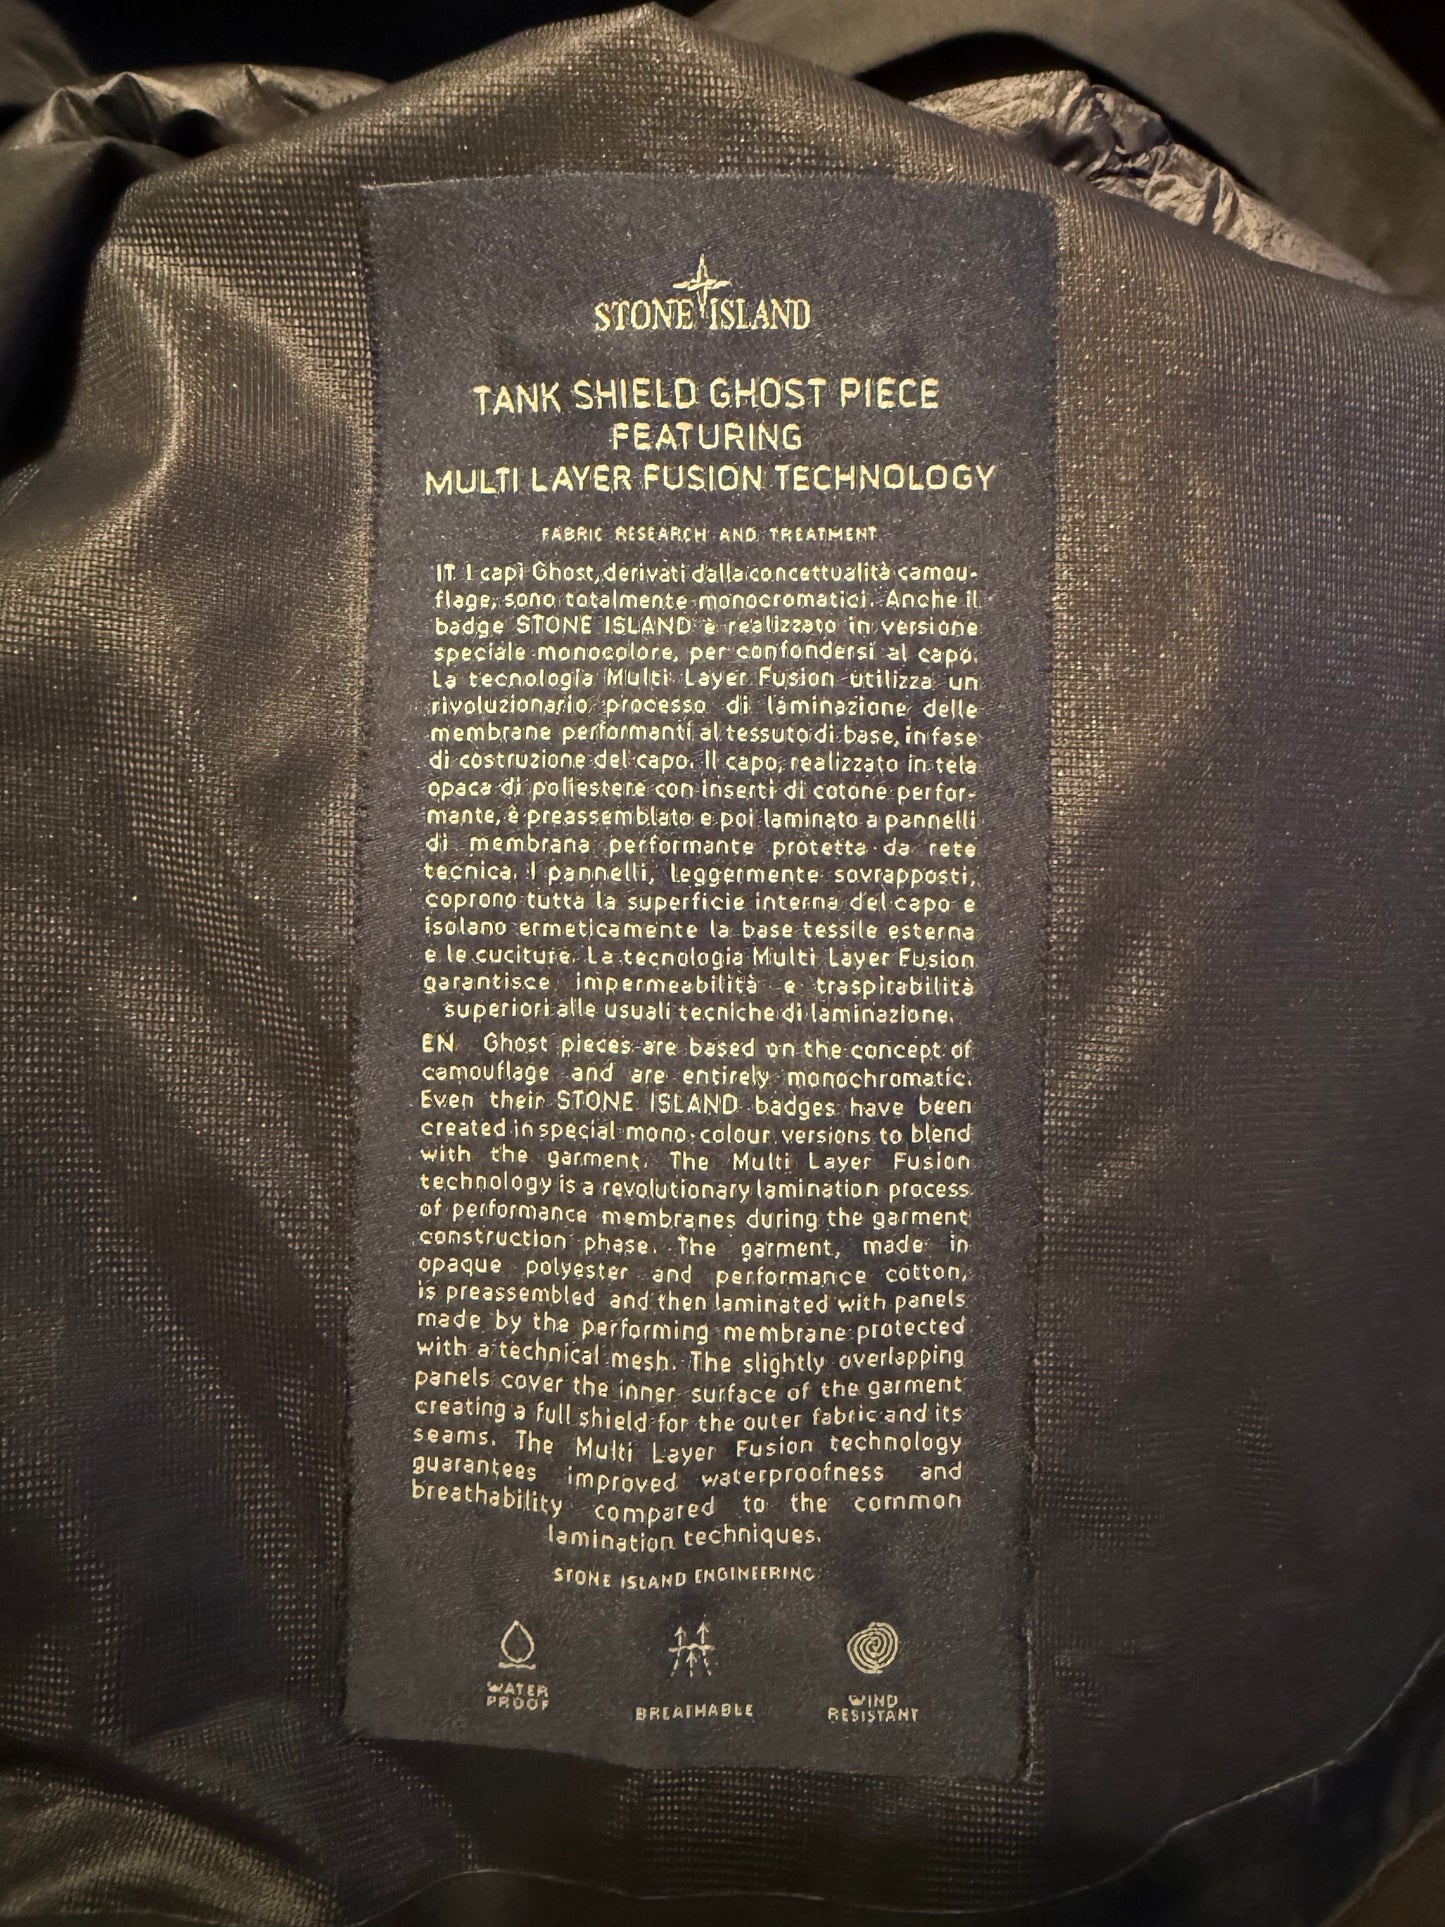 STONE ISLAND
TANK SHIELD GHOST PIECE
FEATURING
MULTI LAYER FUSION TECHNOLOGY
FABRIC RESEARCH AND TREATMENT
IT I capi Ghost, derivati dalla concettualità camou-
flage, sono totalmente monocromatici. Anche il
badge STONE ISLAND è realizzato in versione
speciale monocolore, per confondersi al capo.
La tecnologia Multi Layer Fusion utilizza un
rivoluzionario processo di laminazione delle
membrane performanti al tessuto di base, in fase
di costruzione del capo. Il capo, realizzato in tela
opaca di poliestere con inserti di cotone perfor-
mante, è preassemblato e poi laminato a pannelli
di membrana performante protetta da rete
tecnica. I pannelli, leggermente sovrapposti,
coprono tutta la superficie interna del capo e
isolano ermeticamente la base tessile esterna
e le cuciture. La tecnologia Multi Layer Fusion
garantisce impermeabilità e traspirabilità
superiori alle usuali tecniche di laminazione.
EN Ghost pieces are based on the concept of
camouflage and are entirely monochromatic.
Even their STONE ISLAND badges have been
created in special mono-colour versions to blend
with the garment. The Multi Layer Fusion
technology is a revolutionary lamination process
of performance membranes during the garment
construction phase. The garment, made in
opaque polyester and performance cotton,
is preassembled and then laminated with panels
made by the performing membrane protected
with a technical mesh. The slightly overlapping
panels cover the inner surface of the garment
creating a full shield for the outer fabric and its
seams. The Multi Layer Fusion technology
guarantees improved waterproofness and
breathability compared to the common
lamination techniques.
STONE ISLAND ENGINEERING
WATER
PROOF
BREATHABLE
WIND
RESISTANT